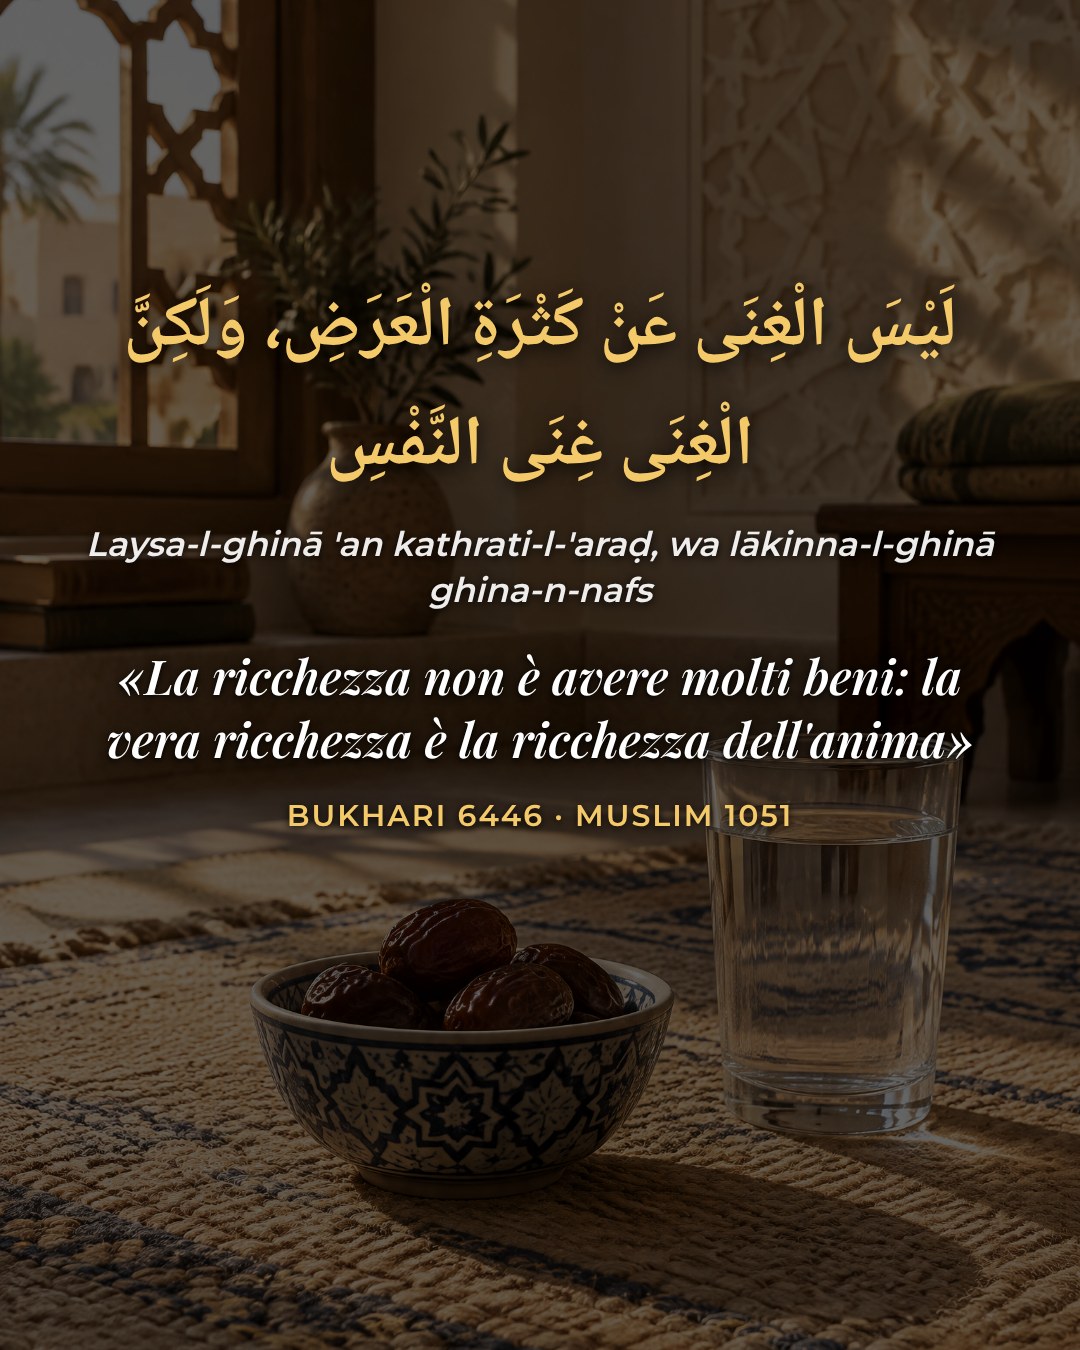 لَيْسَ الْغِنَى عَنْ كَثْرَةِ الْعَرَضِ، وَلَكِنَّ
الْغِنَى غِنَى النَّفْسِ
Laysa-l-ghinā 'an kathrati-l-'araḍ, wa lākinna-l-ghinā
ghina-n-nafs
«La ricchezza non è avere molti beni: la
vera ricchezza è la ricchezza dell'anima»
BUKHARI 6446 · MUSLIM 1051